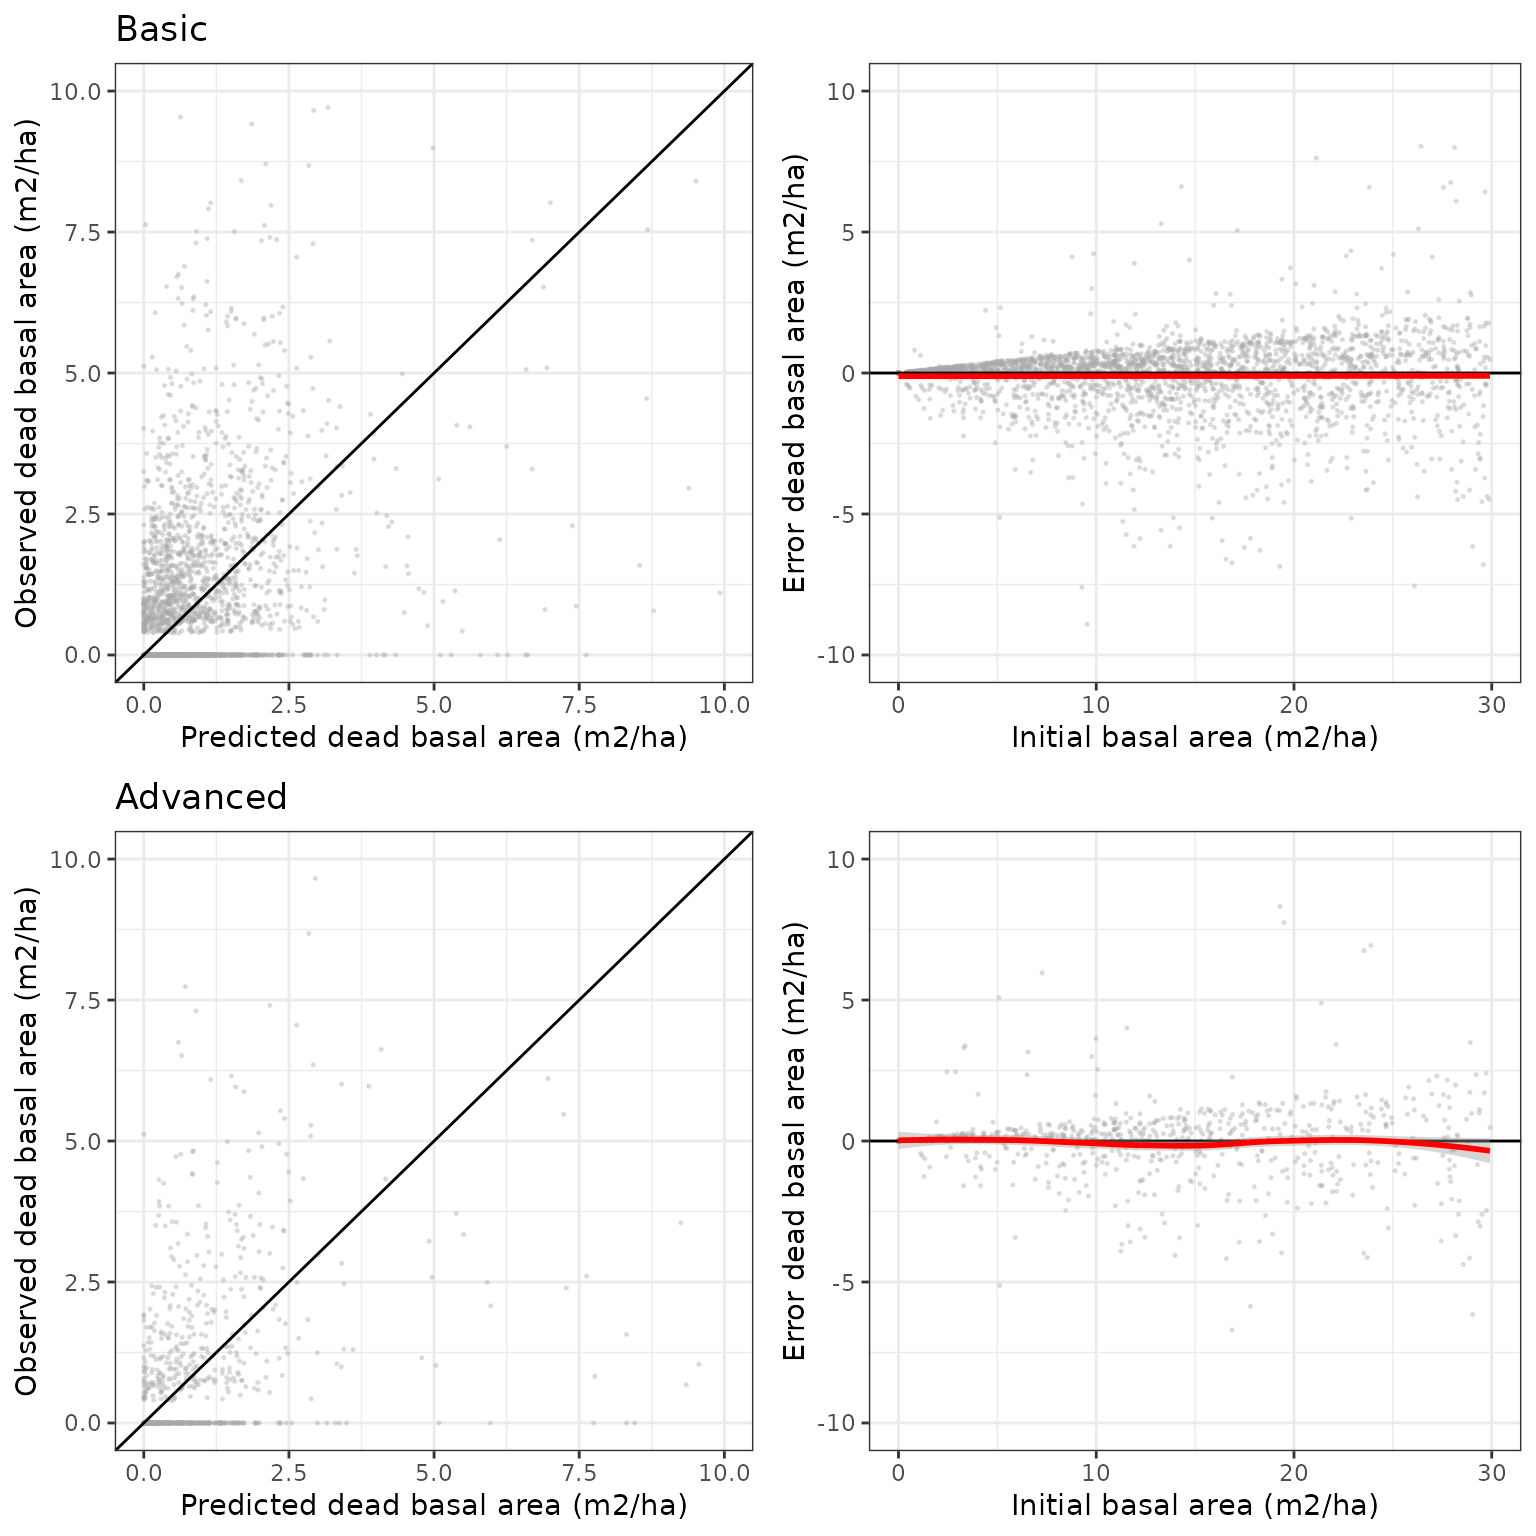 Basic
Observed dead basal area (m2/ha)
10.0
7.5
5.0
2.5
0.0
0.0 2.5 5.0 7.5 10.0
Predicted dead basal area (m2/ha)
Error dead basal area (m2/ha)
10
5
0
-5
-10
0 10 20 30
Initial basal area (m2/ha)
Advanced
Observed dead basal area (m2/ha)
10.0
7.5
5.0
2.5
0.0
0.0 2.5 5.0 7.5 10.0
Predicted dead basal area (m2/ha)
Error dead basal area (m2/ha)
10
5
0
-5
-10
0 10 20 30
Initial basal area (m2/ha)